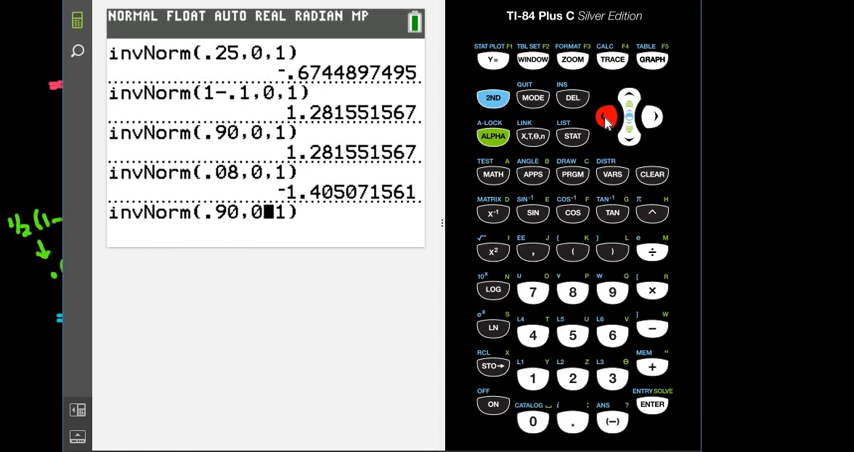 NORMAL FLOAT AUTO REAL RADIAN MP
invNorm(.25,0,1)
-.6744897495
invNorm(1-.1,0,1)
1.281551567
invNorm(.90,0,1)
1.281551567
invNorm(.08,0,1)
-1.405071561
invNorm(.90,0 1)
½(1-
TI-84 Plus C Silver Edition
STAT PLOT F1 TBL SET F2 FORMAT F3 CALC F4 TABLE F5
Y= WINDOW ZOOM TRACE GRAPH
QUIT INS
2ND MODE DEL
A-LOCK LINK LIST
ALPHA X,T,θ,n STAT
TEST A ANGLE B DRAW C DISTR
MATH APPS PRGM VARS CLEAR
MATRIX D SIN-1 E COS-1 F TAN-1 G π H
X-1 SIN COS TAN ^
√ I EE J { K } L e M
x2 , ( ) ÷
10x N u O v P w Q [ R
LOG 7 8 9 ×
ex S L4 T L5 U L6 V ] W
LN 4 5 6 −
RCL X L1 Y L2 Z L3 θ MEM "
STO→ 1 2 3 +
OFF CATALOG i : ANS ? ENTRY SOLVE
ON 0 . (−) ENTER